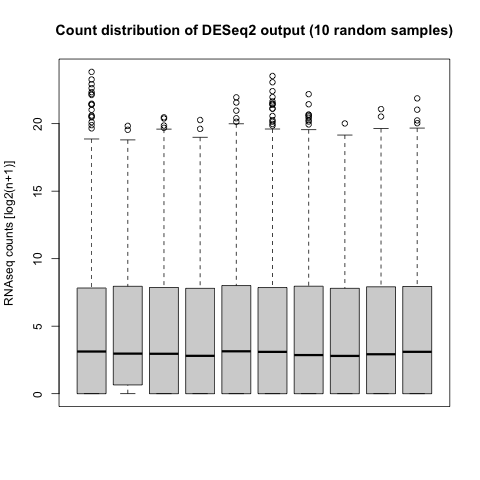 Count distribution of DESeq2 output (10 random samples)
RNAseq counts [log2(n+1)]
20
15
10
5
0